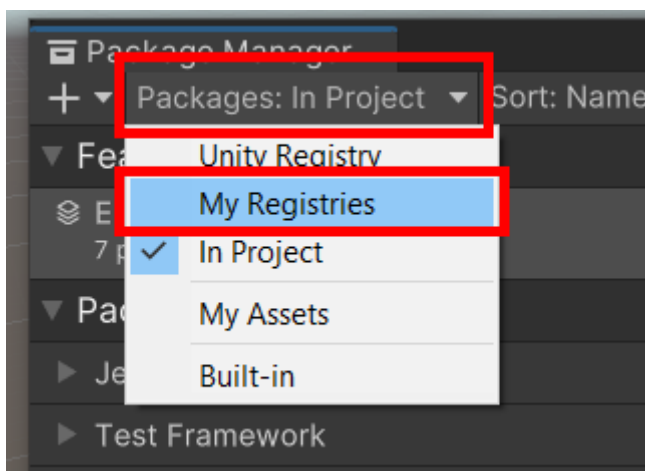 Package Manager
Packages: In Project Sort: Name
Unity Registry
My Registries
7
In Project
My Assets
Built-in
Test Framework